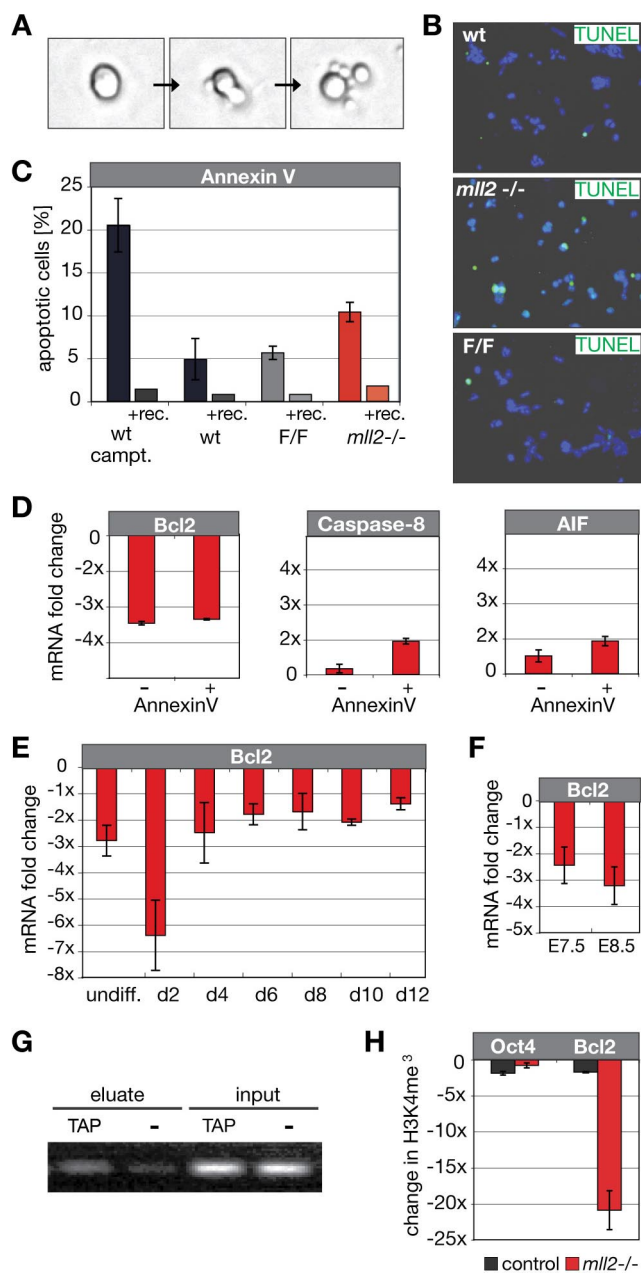 A
B
wt TUNEL
mll2 -/- TUNEL
F/F TUNEL
C
Annexin V
apoptotic cells [%]
25
20
15
10
5
0
+rec. +rec. +rec. +rec.
wt campt. wt F/F mll2-/-
D
Bcl2
mRNA fold change
0
-2x
-3x
-4x
- +
AnnexinV
Caspase-8
4x
3x
2x
0
- +
AnnexinV
AIF
4x
3x
2x
0
- +
AnnexinV
E
Bcl2
mRNA fold change
0
-1x
-2x
-3x
-4x
-5x
-6x
-7x
-8x
undiff. d2 d4 d6 d8 d10 d12
F
Bcl2
mRNA fold change
0
-1x
-2x
-3x
-4x
-5x
E7.5 E8.5
G
eluate input
TAP - TAP -
H
Oct4 Bcl2
change in H3K4me³
0
-5x
-10x
-15x
-20x
-25x
control mll2-/-